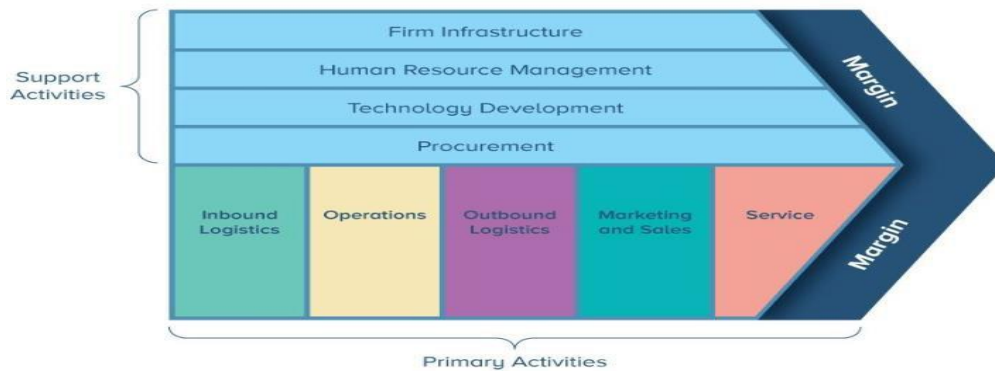 Firm Infrastructure
Human Resource Management
Support
Activities
Technology Development
Procurement
Margin
Inbound
Logistics
Operations
Outbound
Logistics
Marketing
and Sales
Service
Margin
Primary Activities